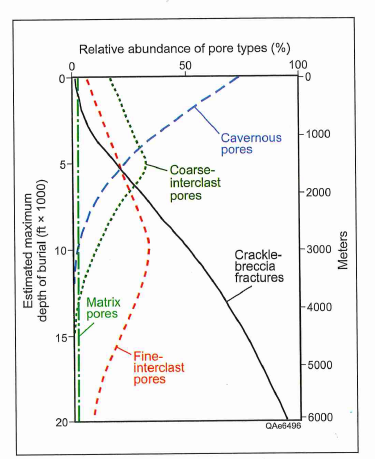 Relative abundance of pore types (%)
0
50
100
0
5
10
15
20
Estimated maximum
depth of burial (ft × 1000)
0
1000
2000
3000
4000
5000
6000
Meters
Cavernous
pores
Coarse-
interclast
pores
Crackle-
breccia
fractures
Matrix
pores
Fine-
interclast
pores
QAe6496